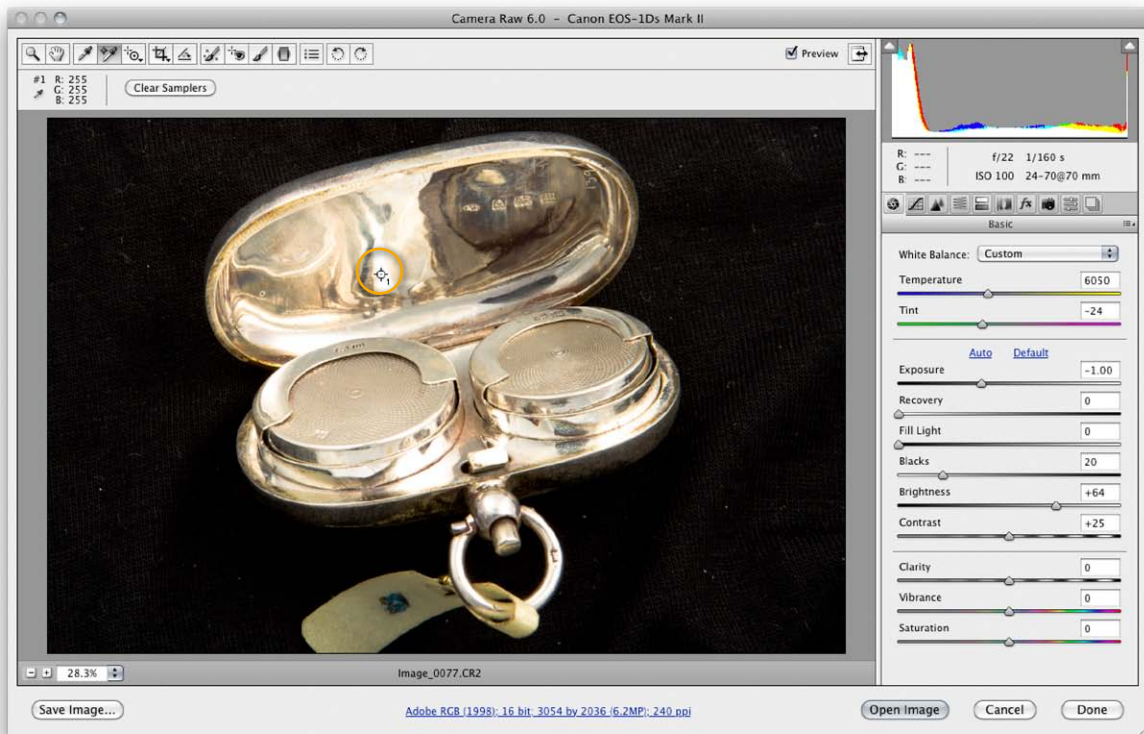 Camera Raw 6.0 – Canon EOS-1Ds Mark II
Preview
#1 R: 255
G: 255
B: 255
Clear Samplers
1
R: ---
G: ---
B: ---
f/22 1/160 s
ISO 100 24-70@70 mm
fx
Basic
White Balance: Custom
Temperature 6050
Tint -24
Auto Default
Exposure -1.00
Recovery 0
Fill Light 0
Blacks 20
Brightness +64
Contrast +25
Clarity 0
Vibrance 0
Saturation 0
- + 28.3%
Image_0077.CR2
Save Image...
Adobe RGB (1998); 16 bit; 3054 by 2036 (6.2MP); 240 ppi
Open Image Cancel Done